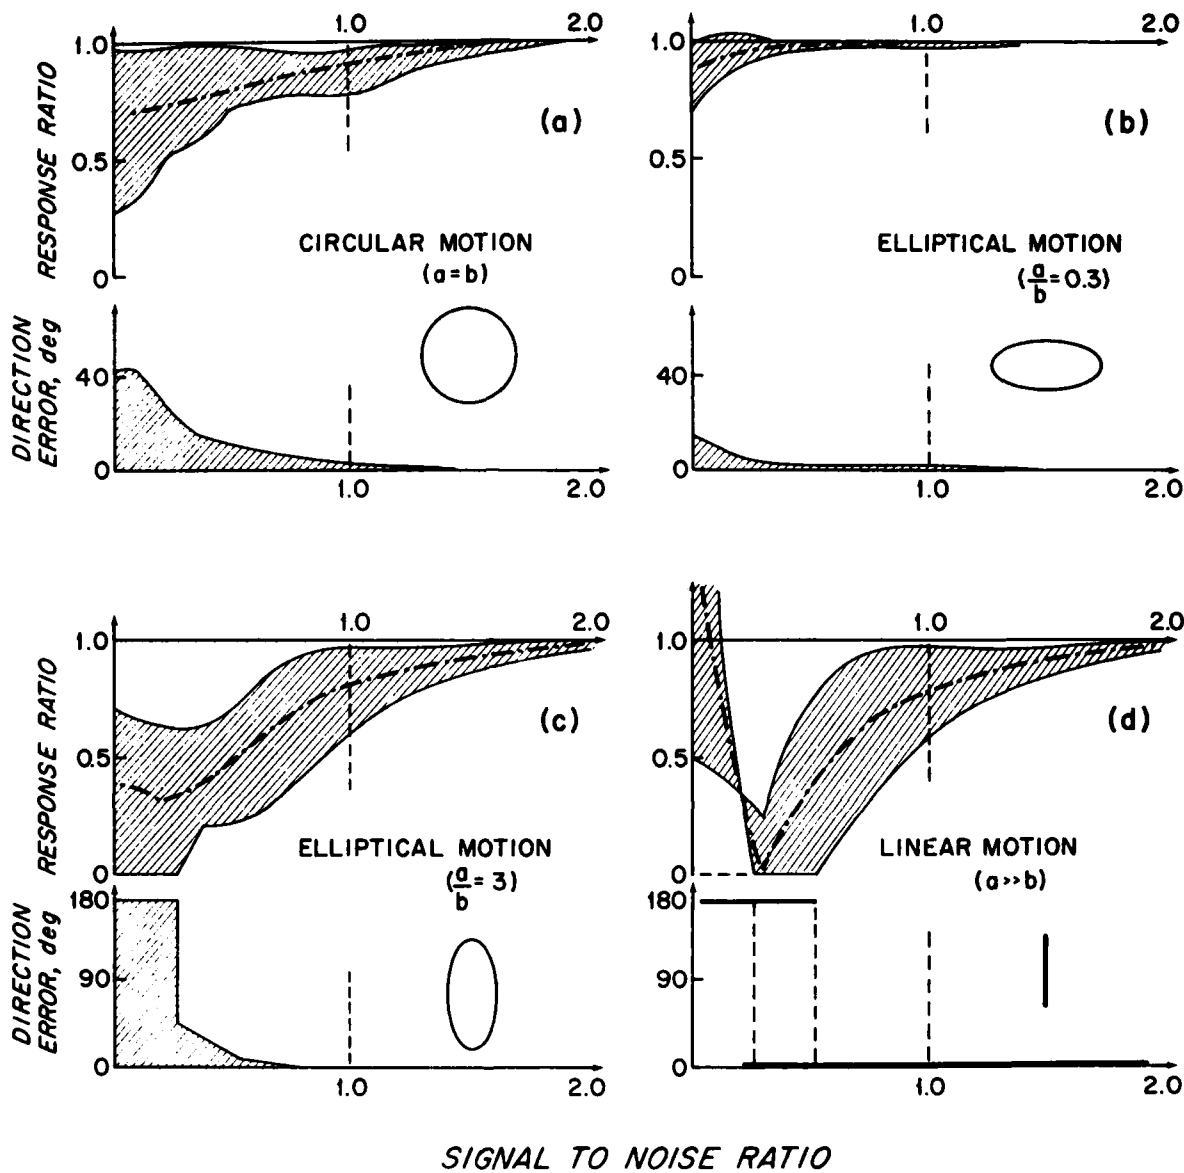 1.0 2.0
1.0
0.5
0
RESPONSE RATIO
(a)
CIRCULAR MOTION
(a=b)
DIRECTION
ERROR, deg
40
0
1.0 2.0
1.0 2.0
1.0
0.5
0
(b)
ELLIPTICAL MOTION
(a/b=0.3)
40
0
1.0 2.0
1.0 2.0
1.0
0.5
0
RESPONSE RATIO
(c)
ELLIPTICAL MOTION
(a/b=3)
DIRECTION
ERROR, deg
180
90
0
1.0 2.0
1.0 2.0
1.0
0.5
0
(d)
LINEAR MOTION
(a>>b)
180
90
0
1.0 2.0
SIGNAL TO NOISE RATIO